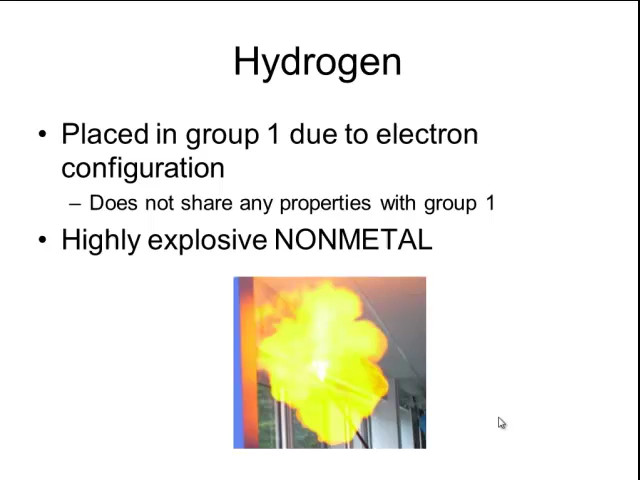 Hydrogen
• Placed in group 1 due to electron
configuration
– Does not share any properties with group 1
• Highly explosive NONMETAL